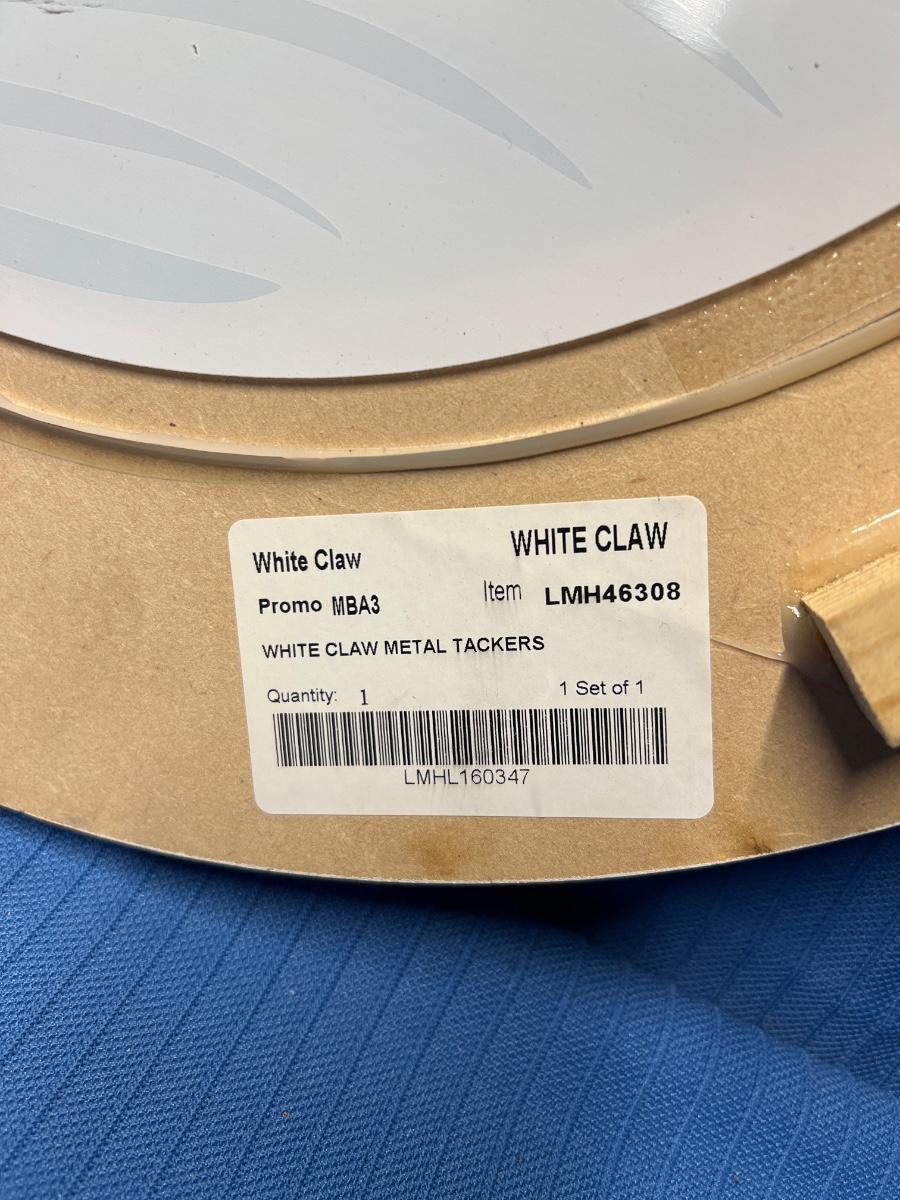 White Claw WHITE CLAW
Promo MBA3 Item LMH46308
WHITE CLAW METAL TACKERS
Quantity: 1 1 Set of 1
LMHL160347